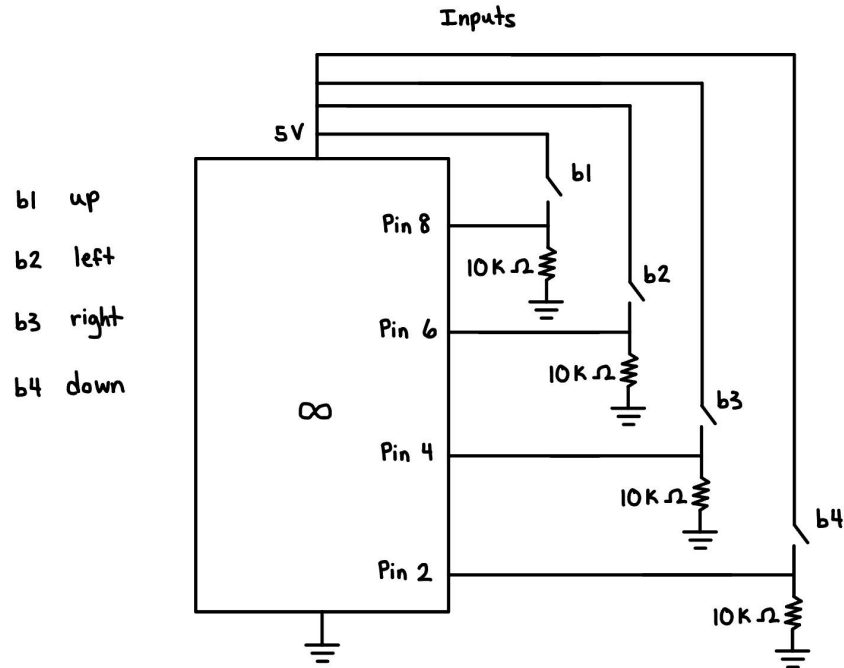 Inputs
5V
b1 up
b2 left
b3 right
b4 down
b1
Pin 8
10K Ω
b2
Pin 6
10K Ω
b3
∞
Pin 4
10K Ω
b4
Pin 2
10K Ω